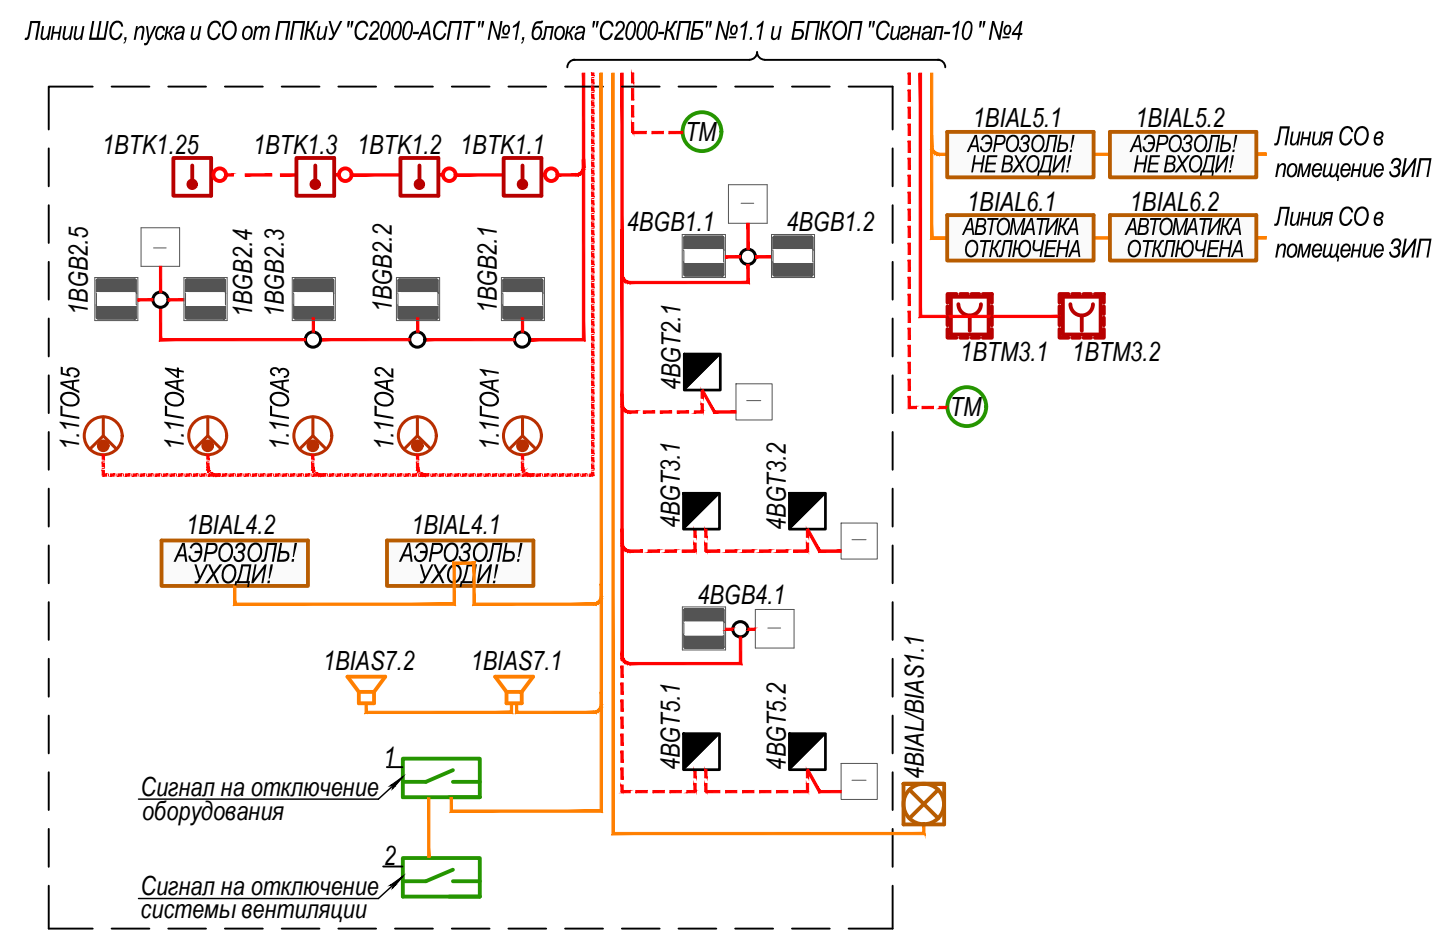 Линии ШС, пуска и СО от ППКиУ "С2000-АСПТ" №1, блока "С2000-КПБ" №1.1 и БПКОП "Сигнал-10 " №4
1BTK1.25
1BTK1.3
1BTK1.2
1BTK1.1
ТМ
1BIAL5.1
АЭРОЗОЛЬ!
НЕ ВХОДИ!
1BIAL5.2
АЭРОЗОЛЬ!
НЕ ВХОДИ!
Линия СО в
помещение ЗИП
1BIAL6.1
АВТОМАТИКА
ОТКЛЮЧЕНА
1BIAL6.2
АВТОМАТИКА
ОТКЛЮЧЕНА
Линия СО в
помещение ЗИП
1BGB2.5
1BGB2.4
1BGB2.3
1BGB2.2
1BGB2.1
4BGB1.1
4BGB1.2
1BTM3.1
1BTM3.2
ТМ
4BGT2.1
1.1ГОА5
1.1ГОА4
1.1ГОА3
1.1ГОА2
1.1ГОА1
4BGT3.1
4BGT3.2
1BIAL4.2
АЭРОЗОЛЬ!
УХОДИ!
1BIAL4.1
АЭРОЗОЛЬ!
УХОДИ!
4BGB4.1
1BIAS7.2
1BIAS7.1
4BGT5.1
4BGT5.2
4BIAL/BIAS1.1
1
Сигнал на отключение
оборудования
2
Сигнал на отключение
системы вентиляции